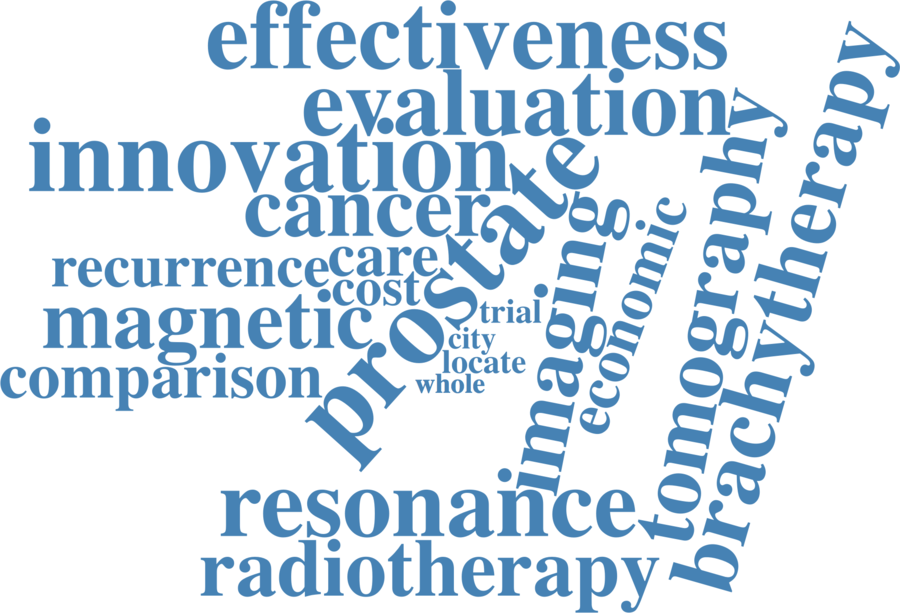 effectiveness
evaluation
innovation
cancer
prostate
recurrence
care
cost
magnetic
trial
city
locate
whole
comparison
imaging
economic
tomography
brachytherapy
resonance
radiotherapy